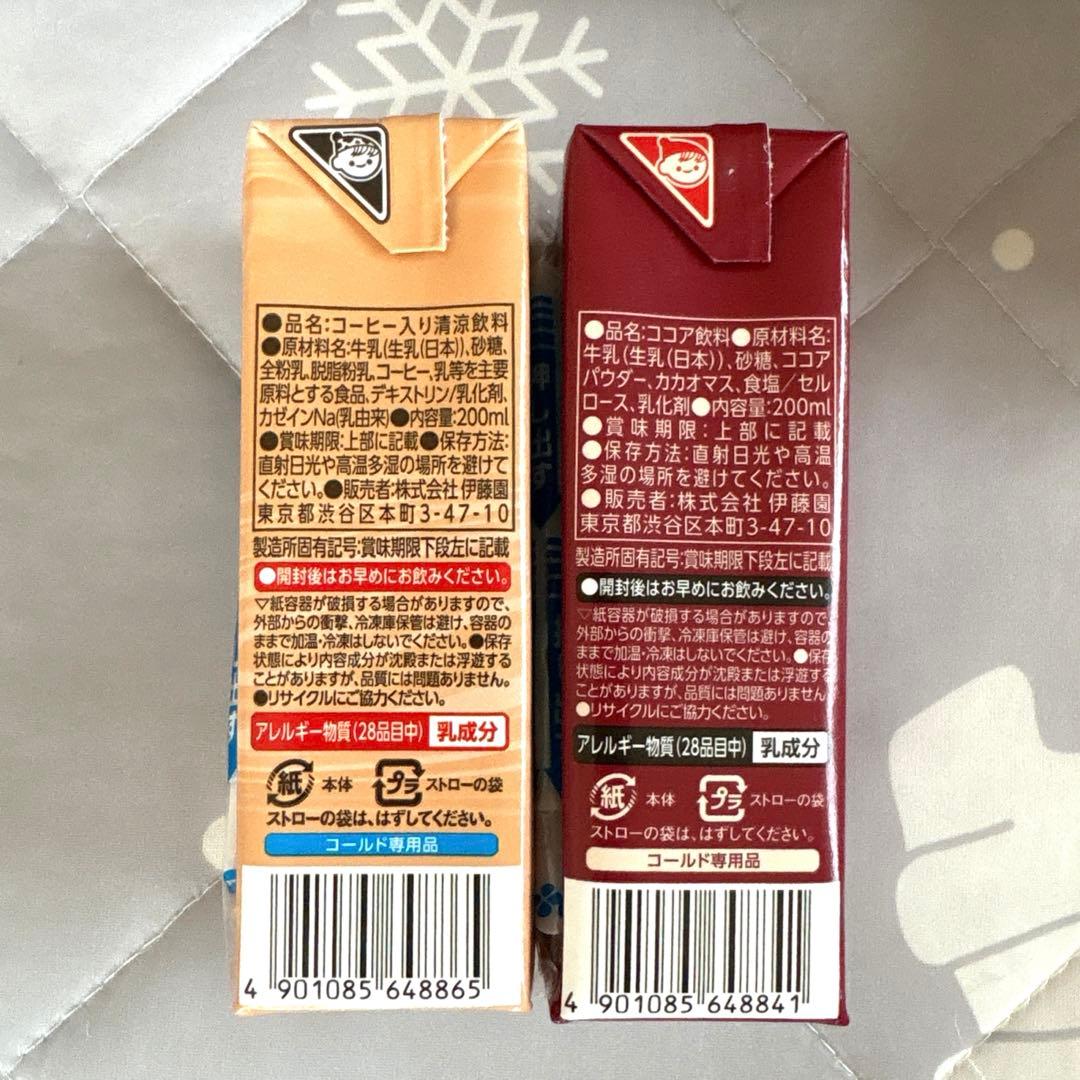 ●品名:コーヒー入り清涼飲料
●原材料名:牛乳(生乳(日本))、砂糖、
全粉乳、脱脂粉乳、コーヒー、乳等を主要
原料とする食品、デキストリン/乳化剤、
カゼインNa(乳由来)●内容量:200ml
●賞味期限:上部に記載●保存方法:
直射日光や高温多湿の場所を避けて
ください。●販売者:株式会社 伊藤園
東京都渋谷区本町3-47-10
製造所固有記号:賞味期限下段左に記載
●開封後はお早めにお飲みください。
▽紙容器が破損する場合がありますので、
外部からの衝撃、冷凍庫保管は避け、容器の
ままで加温・冷凍はしないでください。●保存
状態により内容成分が沈殿または浮遊する
ことがありますが、品質には問題ありません。
●リサイクルにご協力ください。
アレルギー物質(28品目中) 乳成分
紙 本体 プラ ストローの袋
ストローの袋は、はずしてください。
コールド専用品
4 901085 648865
●品名:ココア飲料●原材料名:
牛乳(生乳(日本))、砂糖、ココア
パウダー、カカオマス、食塩/セル
ロース、乳化剤●内容量:200ml
●賞味期限:上部に記載
●保存方法:直射日光や高温
多湿の場所を避けてください。
●販売者:株式会社 伊藤園
東京都渋谷区本町3-47-10
製造所固有記号:賞味期限下段左に記載
●開封後はお早めにお飲みください。
▽紙容器が破損する場合がありますので
外部からの衝撃、冷凍庫保管は避け、容器の
ままで加温・冷凍はしないでください。●保存
状態により内容成分が沈殿または浮遊する
ことがありますが、品質には問題ありません
●リサイクルにご協力ください。
アレルギー物質(28品目中) 乳成分
紙 本体 プラ ストローの袋
ストローの袋は、はずしてください。
コールド専用品
4 901085 648841
押し出す